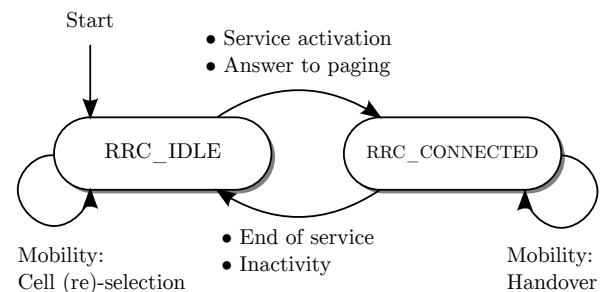 Start
• Service activation
• Answer to paging
RRC_IDLE
RRC_CONNECTED
• End of service
• Inactivity
Mobility:
Cell (re)-selection
Mobility:
Handover